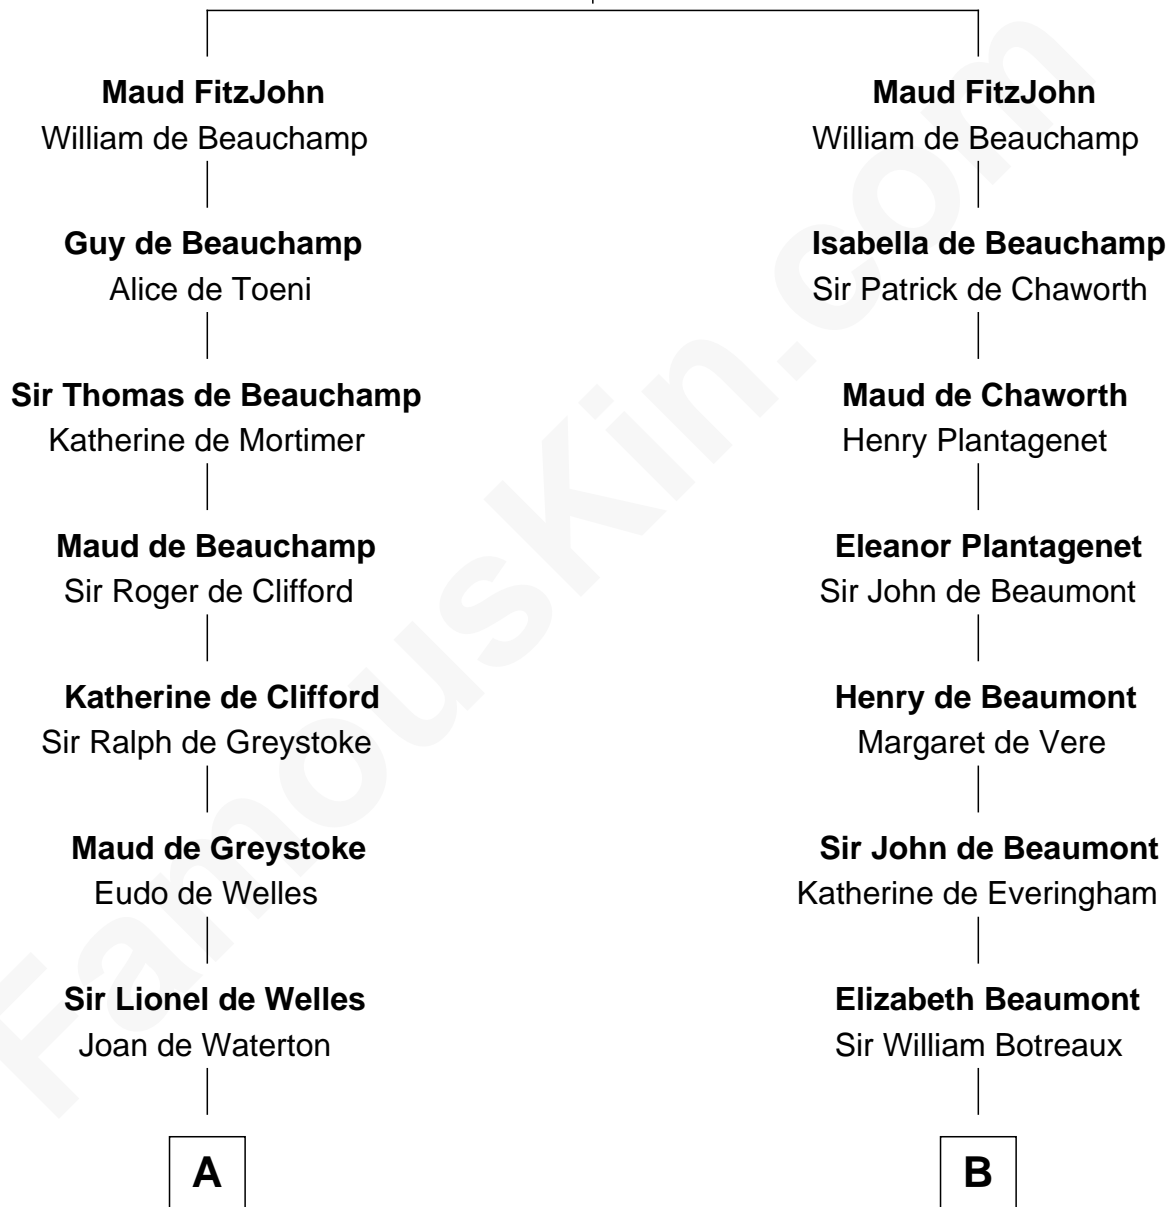 Maud FitzJohn
William de Beauchamp
Guy de Beauchamp
Alice de Toeni
Sir Thomas de Beauchamp
Katherine de Mortimer
Maud de Beauchamp
Sir Roger de Clifford
Katherine de Clifford
Sir Ralph de Greystoke
Maud de Greystoke
Eudo de Welles
Sir Lionel de Welles
Joan de Waterton
A
Maud FitzJohn
William de Beauchamp
Isabella de Beauchamp
Sir Patrick de Chaworth
Maud de Chaworth
Henry Plantagenet
Eleanor Plantagenet
Sir John de Beaumont
Henry de Beaumont
Margaret de Vere
Sir John de Beaumont
Katherine de Everingham
Elizabeth Beaumont
Sir William Botreaux
B
FamousKin.com